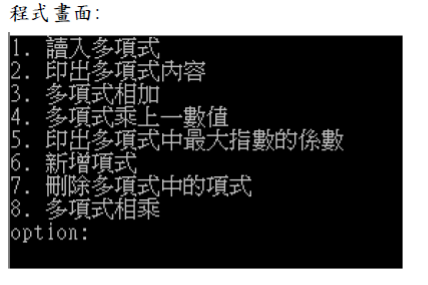 程式畫面:
1. 讀入多項式
2. 印出多項式內容
3. 多項式相加
4. 多項式乘上一數值
5. 印出多項式中最大指數的係數
6. 新增項式
7. 刪除多項式中的項式
8. 多項式相乘
option: